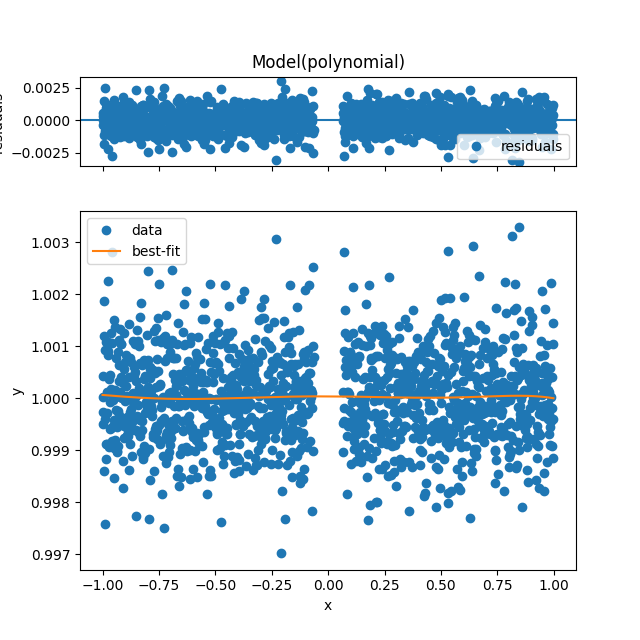 Model(polynomial)
0.0025
0.0000
−0.0025
residuals
residuals
data
best-fit
1.003
1.002
1.001
1.000
0.999
0.998
0.997
y
−1.00 −0.75 −0.50 −0.25 0.00 0.25 0.50 0.75 1.00
x